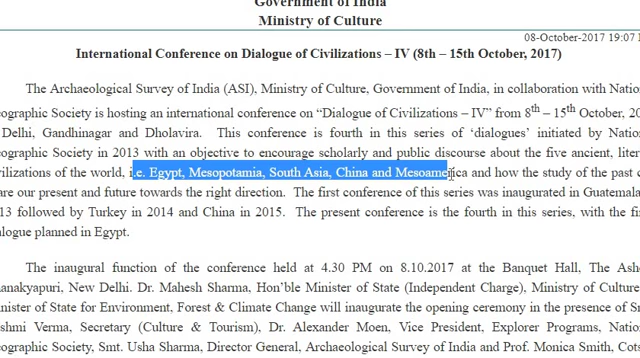 Government of India
Ministry of Culture
08-October-2017 19:07
International Conference on Dialogue of Civilizations – IV (8th – 15th October, 2017)
The Archaeological Survey of India (ASI), Ministry of Culture, Government of India, in collaboration with Natio
eographic Society is hosting an international conference on “Dialogue of Civilizations – IV” from 8th – 15th October, 20
Delhi, Gandhinagar and Dholavira. This conference is fourth in this series of ‘dialogues’ initiated by Natio
eographic Society in 2013 with an objective to encourage scholarly and public discourse about the five ancient, liter
vilizations of the world, i.e. Egypt, Mesopotamia, South Asia, China and Mesoamerica and how the study of the past c
are our present and future towards the right direction. The first conference of this series was inaugurated in Guatemala
13 followed by Turkey in 2014 and China in 2015. The present conference is the fourth in this series, with the fi
alogue planned in Egypt.
The inaugural function of the conference held at 4.30 PM on 8.10.2017 at the Banquet Hall, The Asho
anakyapuri, New Delhi. Dr. Mahesh Sharma, Hon’ble Minister of State (Independent Charge), Ministry of Culture
inister of State for Environment, Forest & Climate Change will inaugurate the opening ceremony in the presence of Sm
shmi Verma, Secretary (Culture & Tourism), Dr. Alexander Moen, Vice President, Explorer Programs, Nation
ographic Society, Smt. Usha Sharma, Director General, Archaeological Survey of India and Prof. Monica Smith, Cots